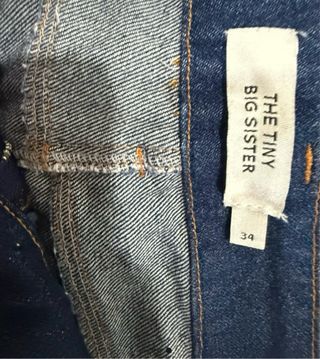 THE TINY
BIG SISTER
34